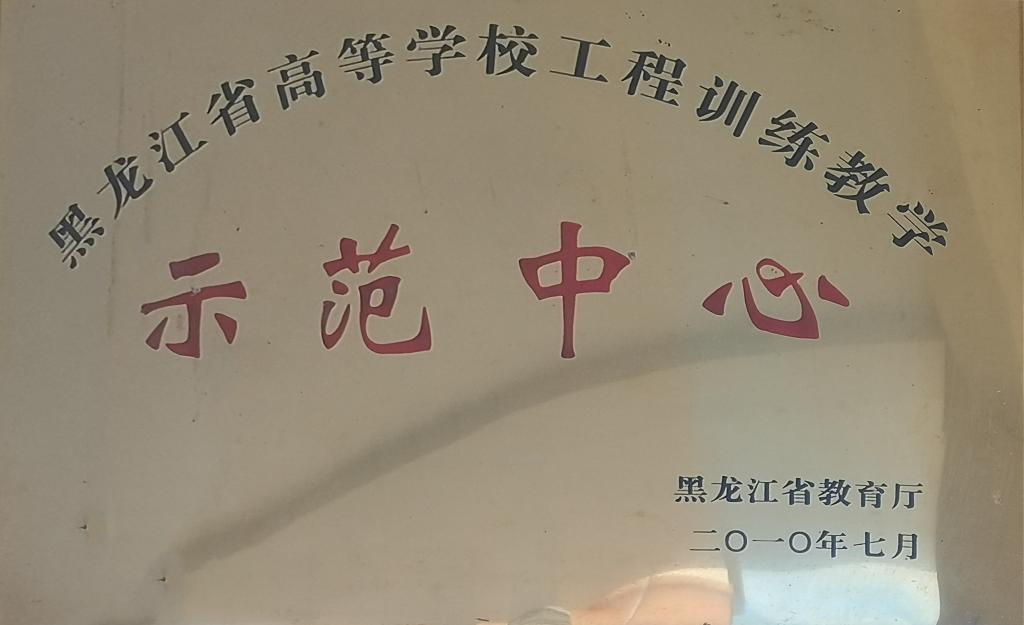 黑龙江省高等学校工程训练教学
示范中心
黑龙江省教育厅
二〇一〇年七月